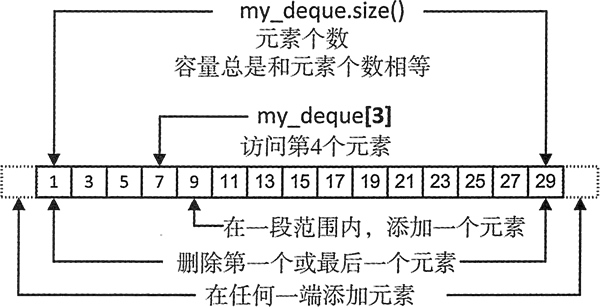 my_deque.size()
元素个数
容量总是和元素个数相等
my_deque[3]
访问第4个元素
1 3 5 7 9 11 13 15 17 19 21 23 25 27 29
在一段范围内，添加一个元素
删除第一个或最后一个元素
在任何一端添加元素